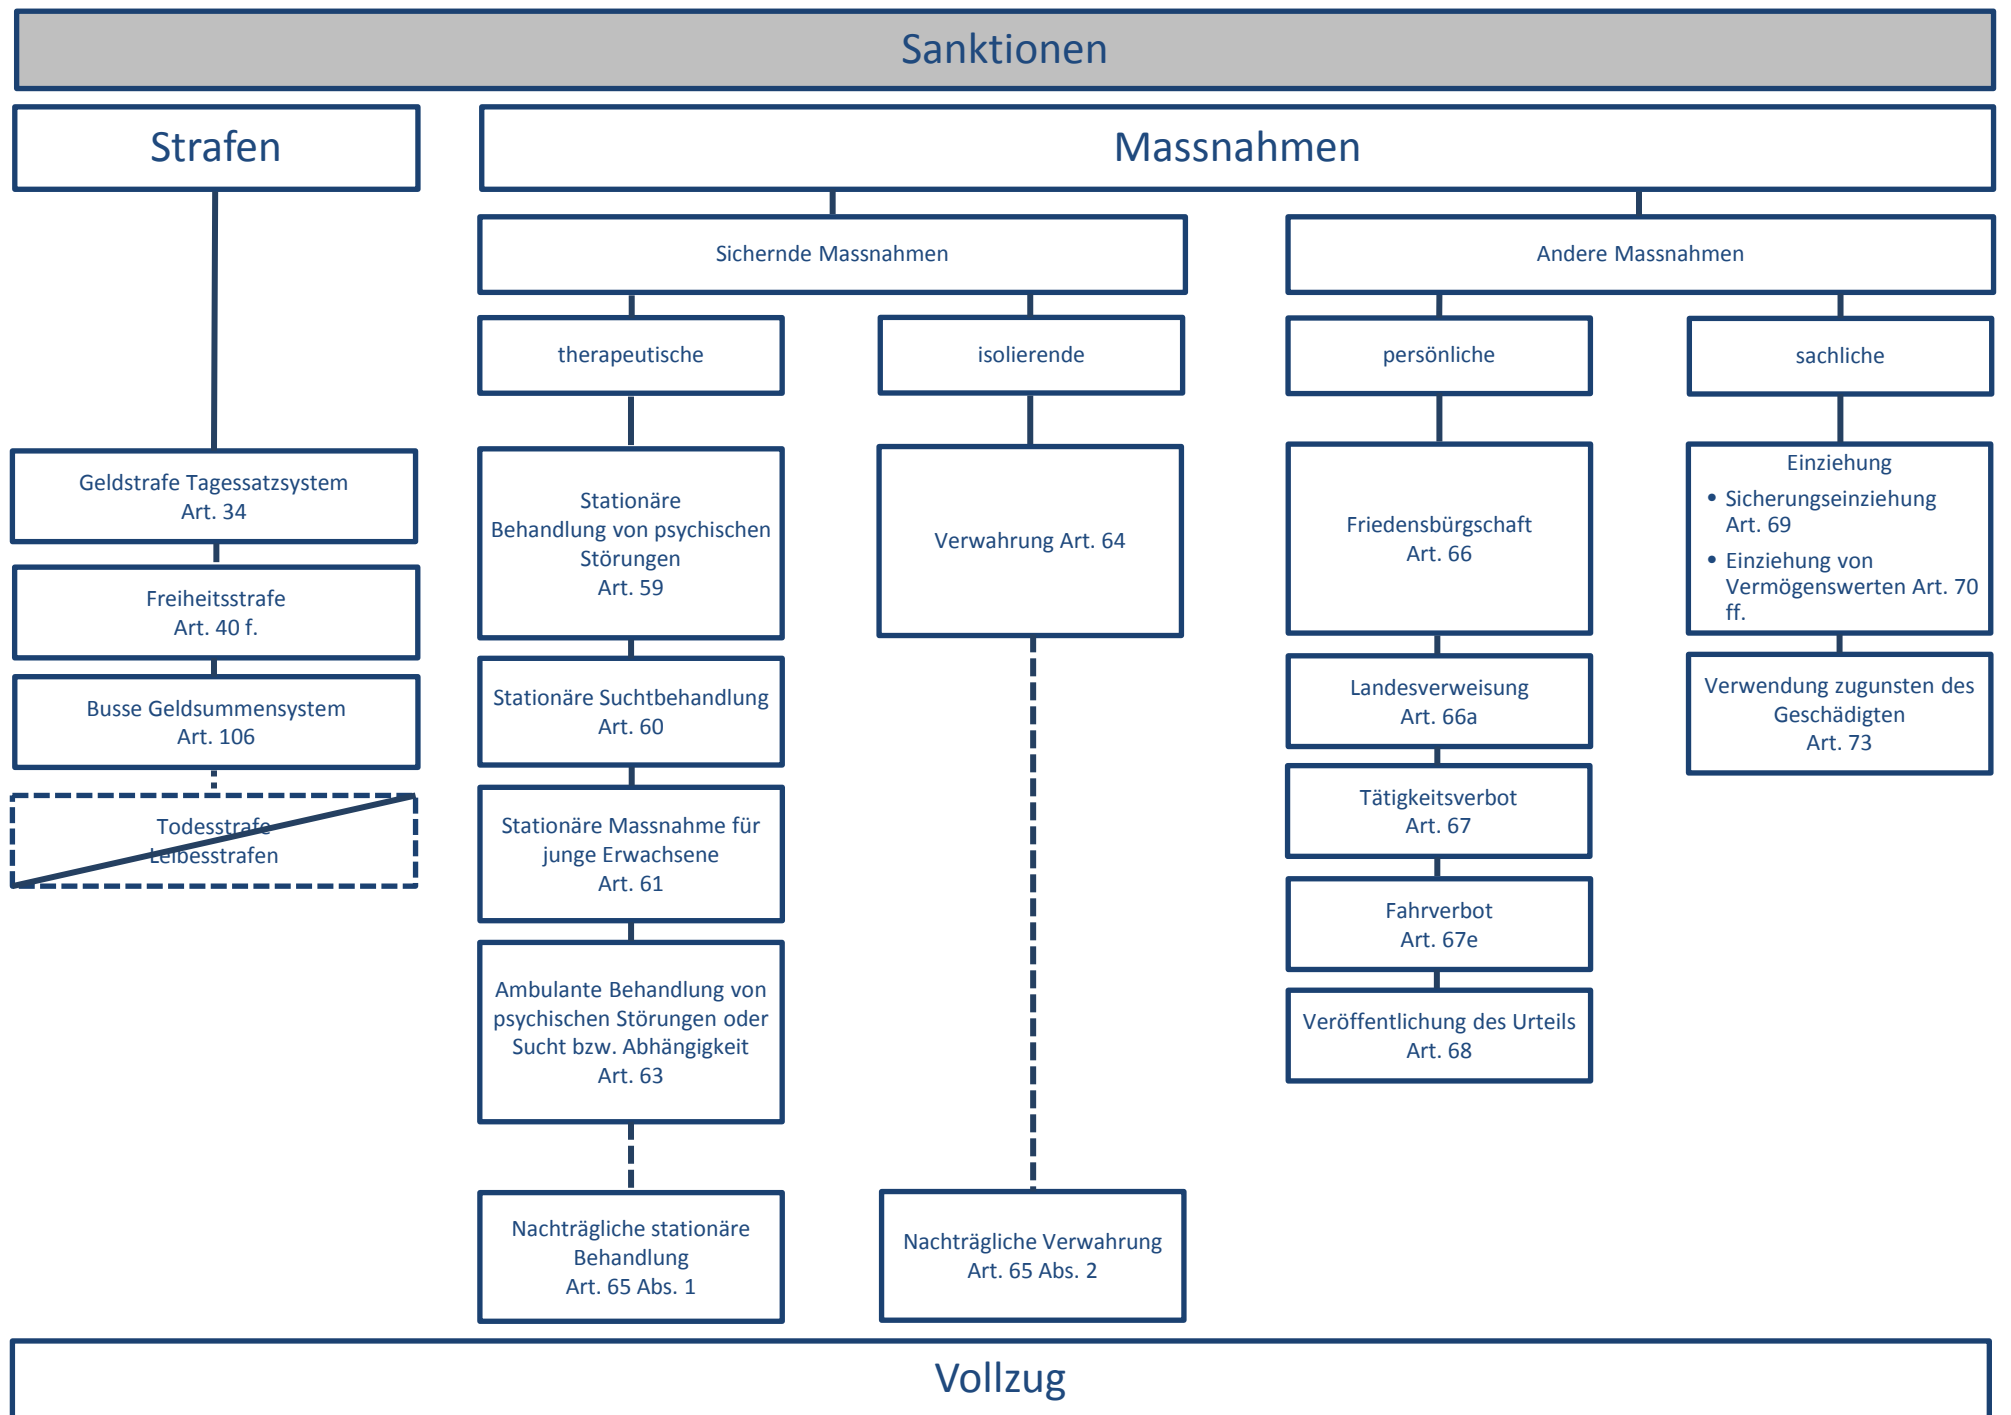 Sanktionen
Strafen
Massnahmen
Sichernde Massnahmen
Andere Massnahmen
therapeutische
isolierende
persönliche
sachliche
Geldstrafe Tagessatzsystem
Art. 34
Freiheitsstrafe
Art. 40 f.
Busse Geldsummensystem
Art. 106
Todesstrafe
Leibesstrafen
Stationäre
Behandlung von psychischen
Störungen
Art. 59
Stationäre Suchtbehandlung
Art. 60
Stationäre Massnahme für
junge Erwachsene
Art. 61
Ambulante Behandlung von
psychischen Störungen oder
Sucht bzw. Abhängigkeit
Art. 63
Nachträgliche stationäre
Behandlung
Art. 65 Abs. 1
Verwahrung Art. 64
Nachträgliche Verwahrung
Art. 65 Abs. 2
Friedensbürgschaft
Art. 66
Landesverweisung
Art. 66a
Tätigkeitsverbot
Art. 67
Fahrverbot
Art. 67e
Veröffentlichung des Urteils
Art. 68
Einziehung
• Sicherungseinziehung
Art. 69
• Einziehung von
Vermögenswerten Art. 70
ff.
Verwendung zugunsten des
Geschädigten
Art. 73
Vollzug